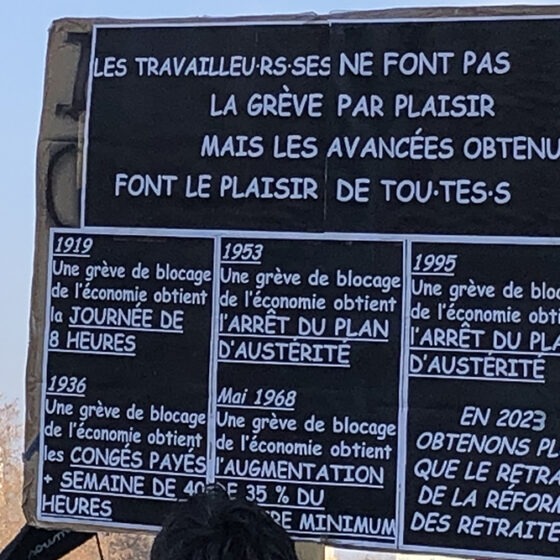 LES TRAVAILLEU·RS·SES NE FONT PAS
LA GRÈVE PAR PLAISIR
MAIS LES AVANCÉES OBTENU
FONT LE PLAISIR DE TOU·TES·S
1919
Une grève de blocage
de l'économie obtient
la JOURNÉE DE
8 HEURES
1936
Une grève de blocage
de l'économie obtient
les CONGÉS PAYÉS
+ SEMAINE DE 40
HEURES
1953
Une grève de blocage
de l'économie obtient
l'ARRÊT DU PLAN
D'AUSTÉRITÉ
Mai 1968
Une grève de blocage
de l'économie obtient
l'AUGMENTATION
DE 35 % DU
RE MINIMUM
1995
Une grève de bloc
de l'économie obti
l'ARRÊT DU PLA
D'AUSTÉRITÉ
EN 2023
OBTENONS PL
QUE LE RETRA
DE LA RÉFOR
DES RETRAITE